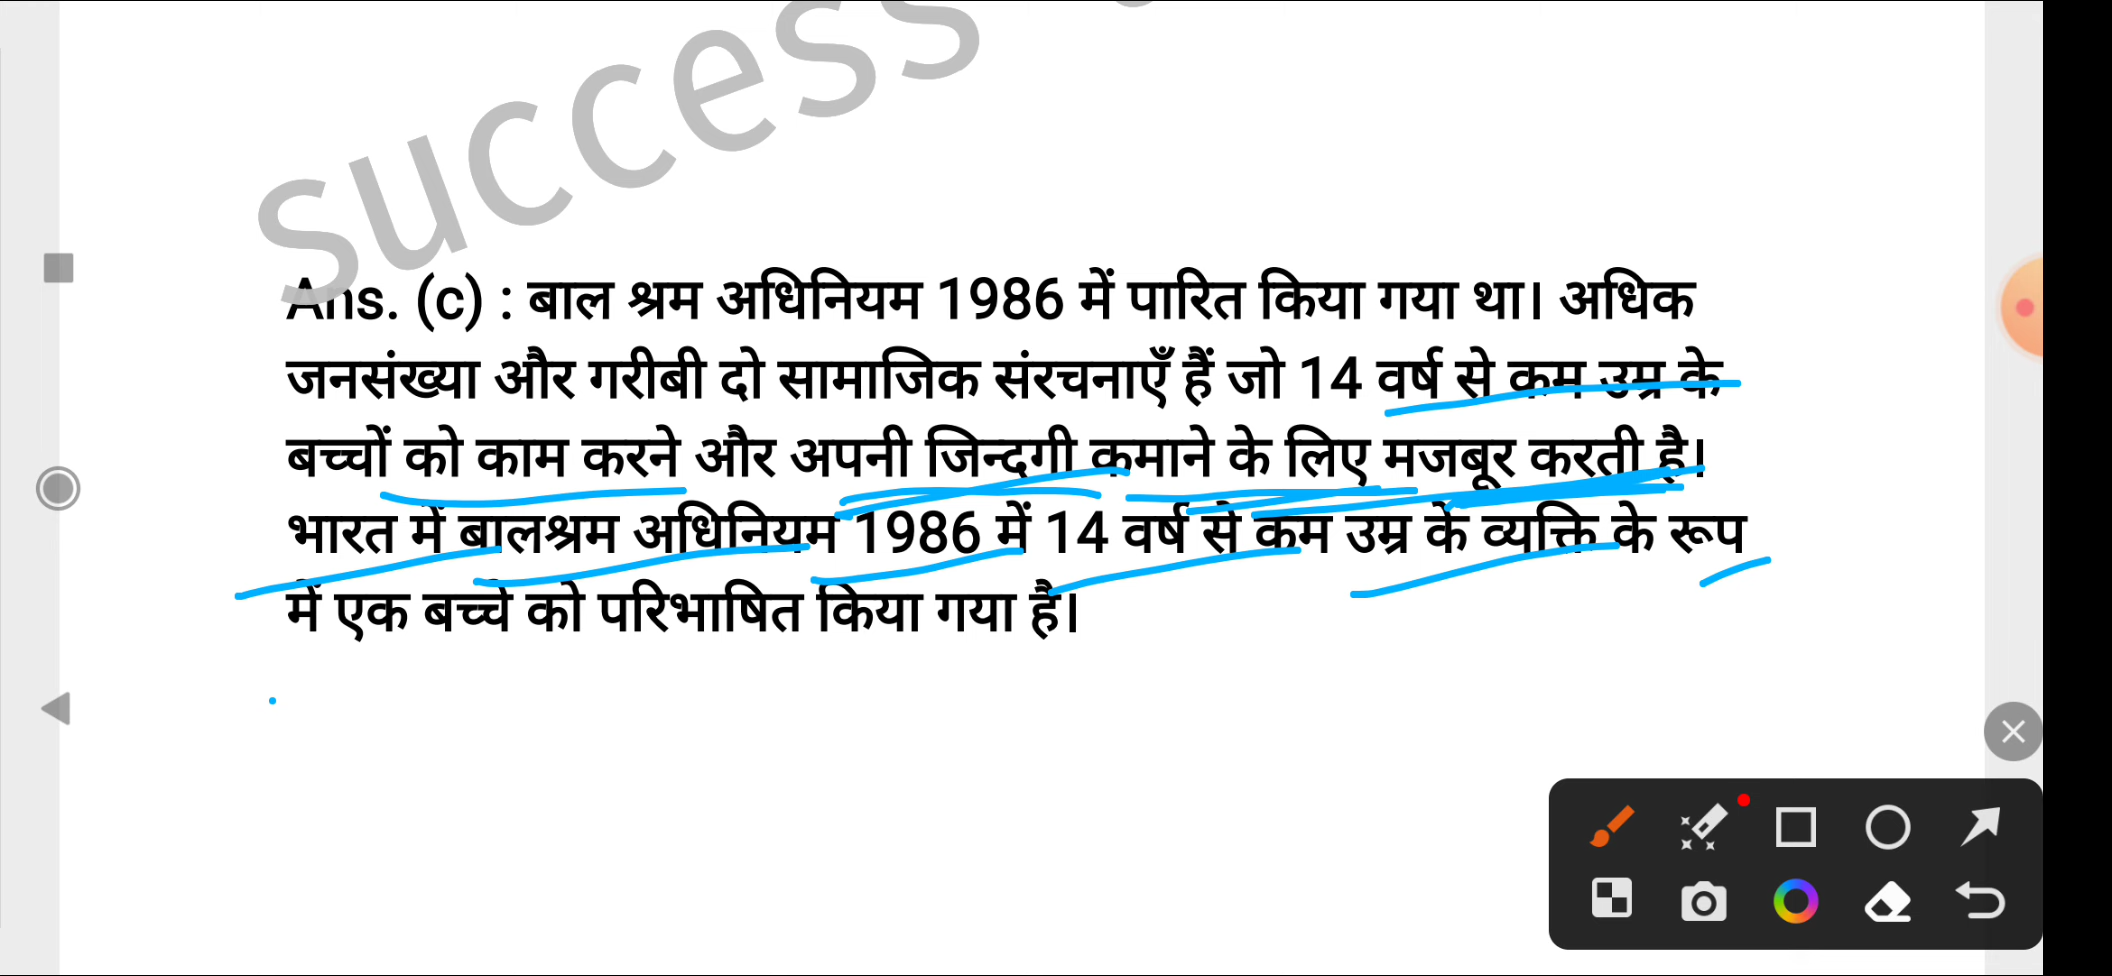 success
Ans. (c) : बाल श्रम अधिनियम 1986 में पारित किया गया था। अधिक
जनसंख्या और गरीबी दो सामाजिक संरचनाएँ हैं जो 14 वर्ष से कम उम्र के
बच्चों को काम करने और अपनी जिन्दगी कमाने के लिए मजबूर करती है।
भारत में बालश्रम अधिनियम 1986 में 14 वर्ष से कम उम्र के व्यक्ति के रूप
में एक बच्चे को परिभाषित किया गया है।